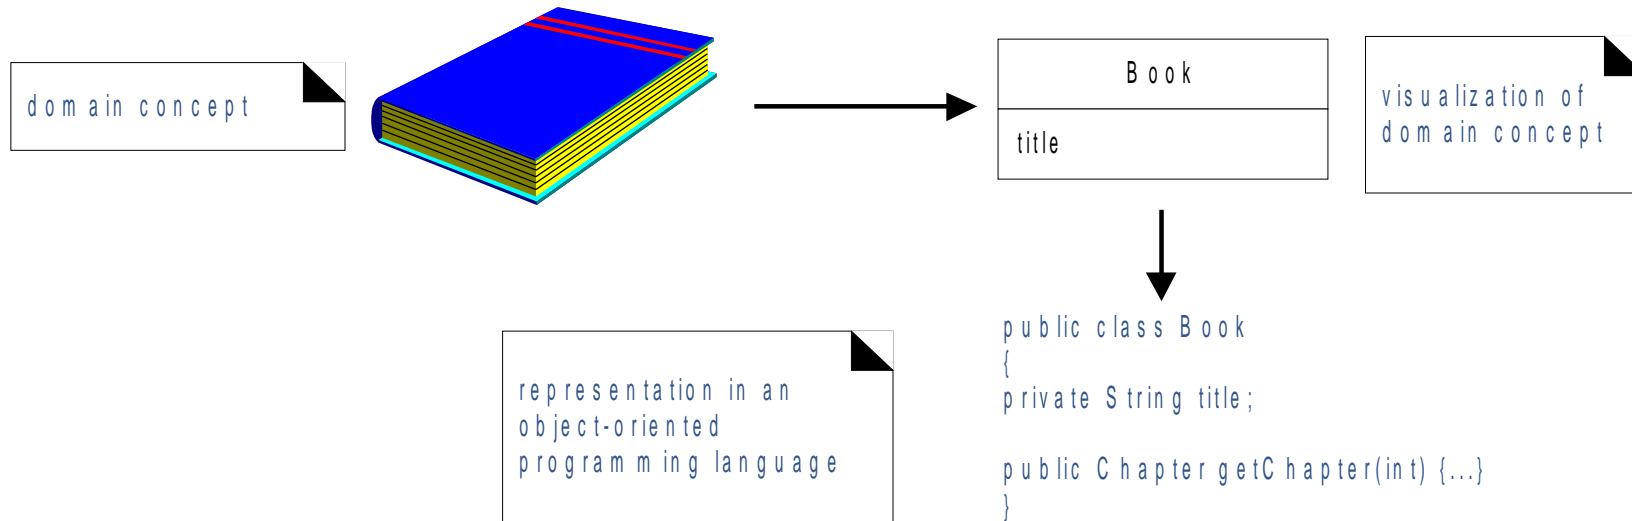 domain concept
Book
title
visualization of
domain concept
representation in an
object-oriented
programming language
public class Book
{
private String title;
public Chapter getChapter(int) {...}
}